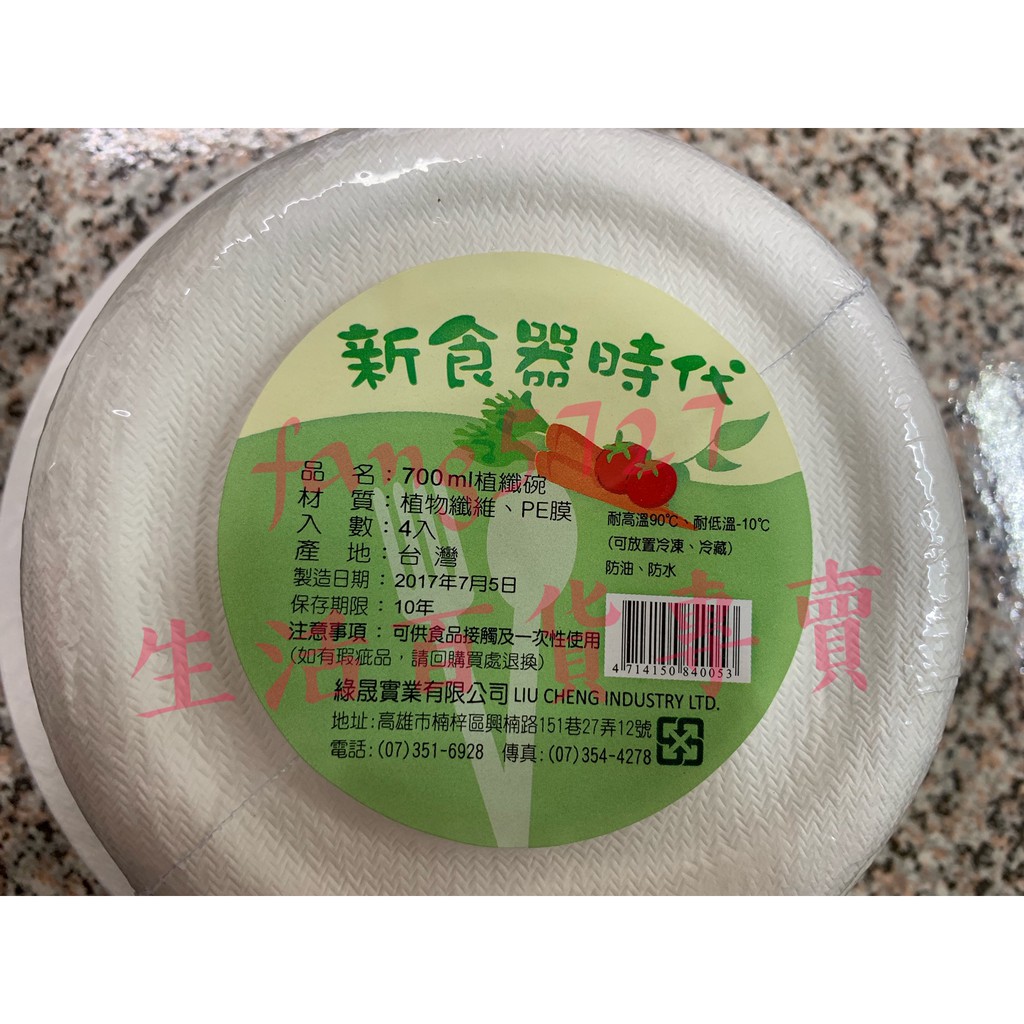 新食器時代
fang5727
品 名：700ml植纖碗
材 質：植物纖維、PE膜
入 數：4入
產 地：台灣
製造日期：2017年7月5日
保存期限：10年
注意事項：可供食品接觸及一次性使用
(如有瑕疵品，請回購買處退換)
耐高溫90℃、耐低溫-10℃
(可放置冷凍、冷藏)
防油、防水
4 714150 840053
生活百貨專賣
綠晟實業有限公司 LIU CHENG INDUSTRY LTD.
地址:高雄市楠梓區興楠路151巷27弄12號
電話:(07)351-6928 傳真:(07)354-4278